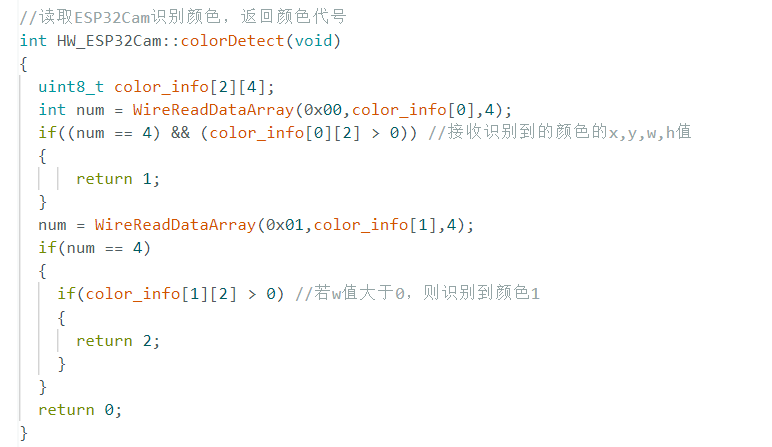 //读取ESP32Cam识别颜色，返回颜色代号
int HW_ESP32Cam::colorDetect(void)
{
  uint8_t color_info[2][4];
  int num = WireReadDataArray(0x00,color_info[0],4);
  if((num == 4) && (color_info[0][2] > 0)) //接收识别到的颜色的x,y,w,h值
  {
      return 1;
  }
  num = WireReadDataArray(0x01,color_info[1],4);
  if(num == 4)
  {
    if(color_info[1][2] > 0) //若w值大于0，则识别到颜色1
    {
      return 2;
    }
  }
  return 0;
}